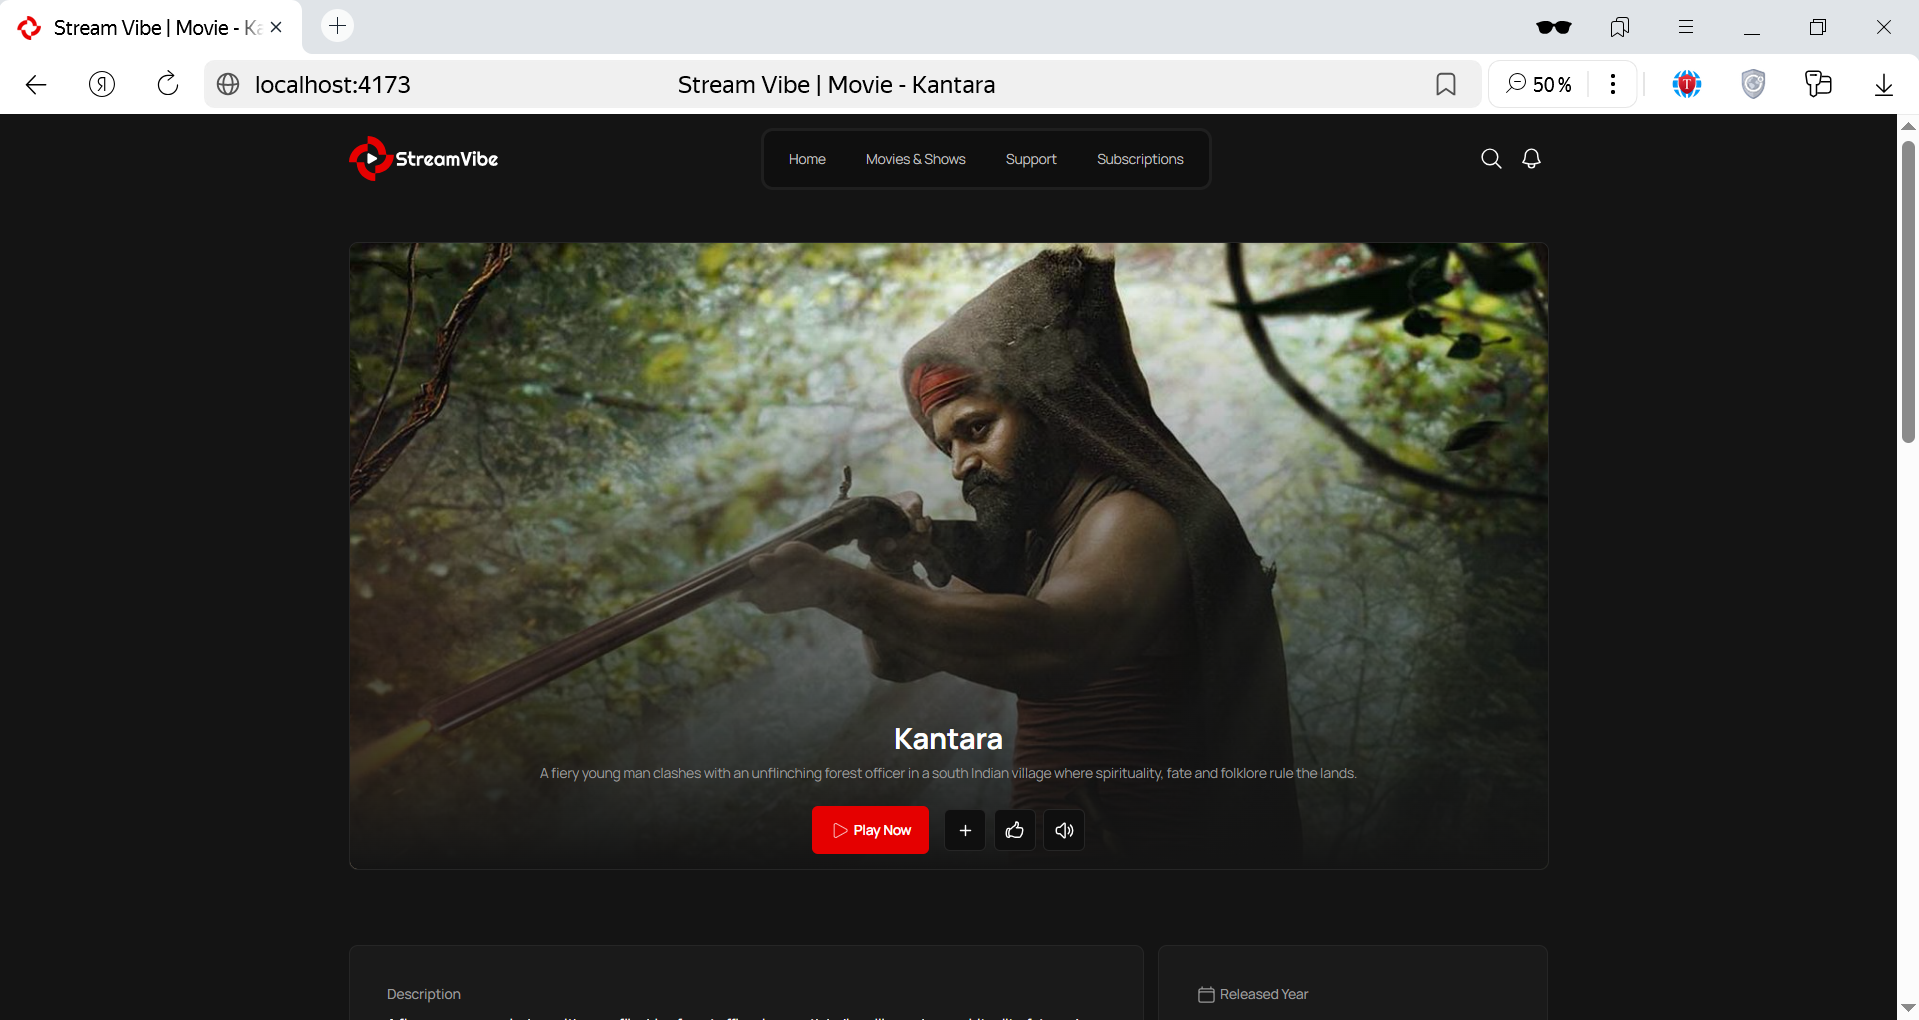 Stream Vibe | Movie - Ka
localhost:4173
Stream Vibe | Movie - Kantara
50 %
StreamVibe
Home
Movies & Shows
Support
Subscriptions
Kantara
A fiery young man clashes with an unflinching forest officer in a south Indian village where spirituality, fate and folklore rule the lands.
Play Now
Description
Released Year